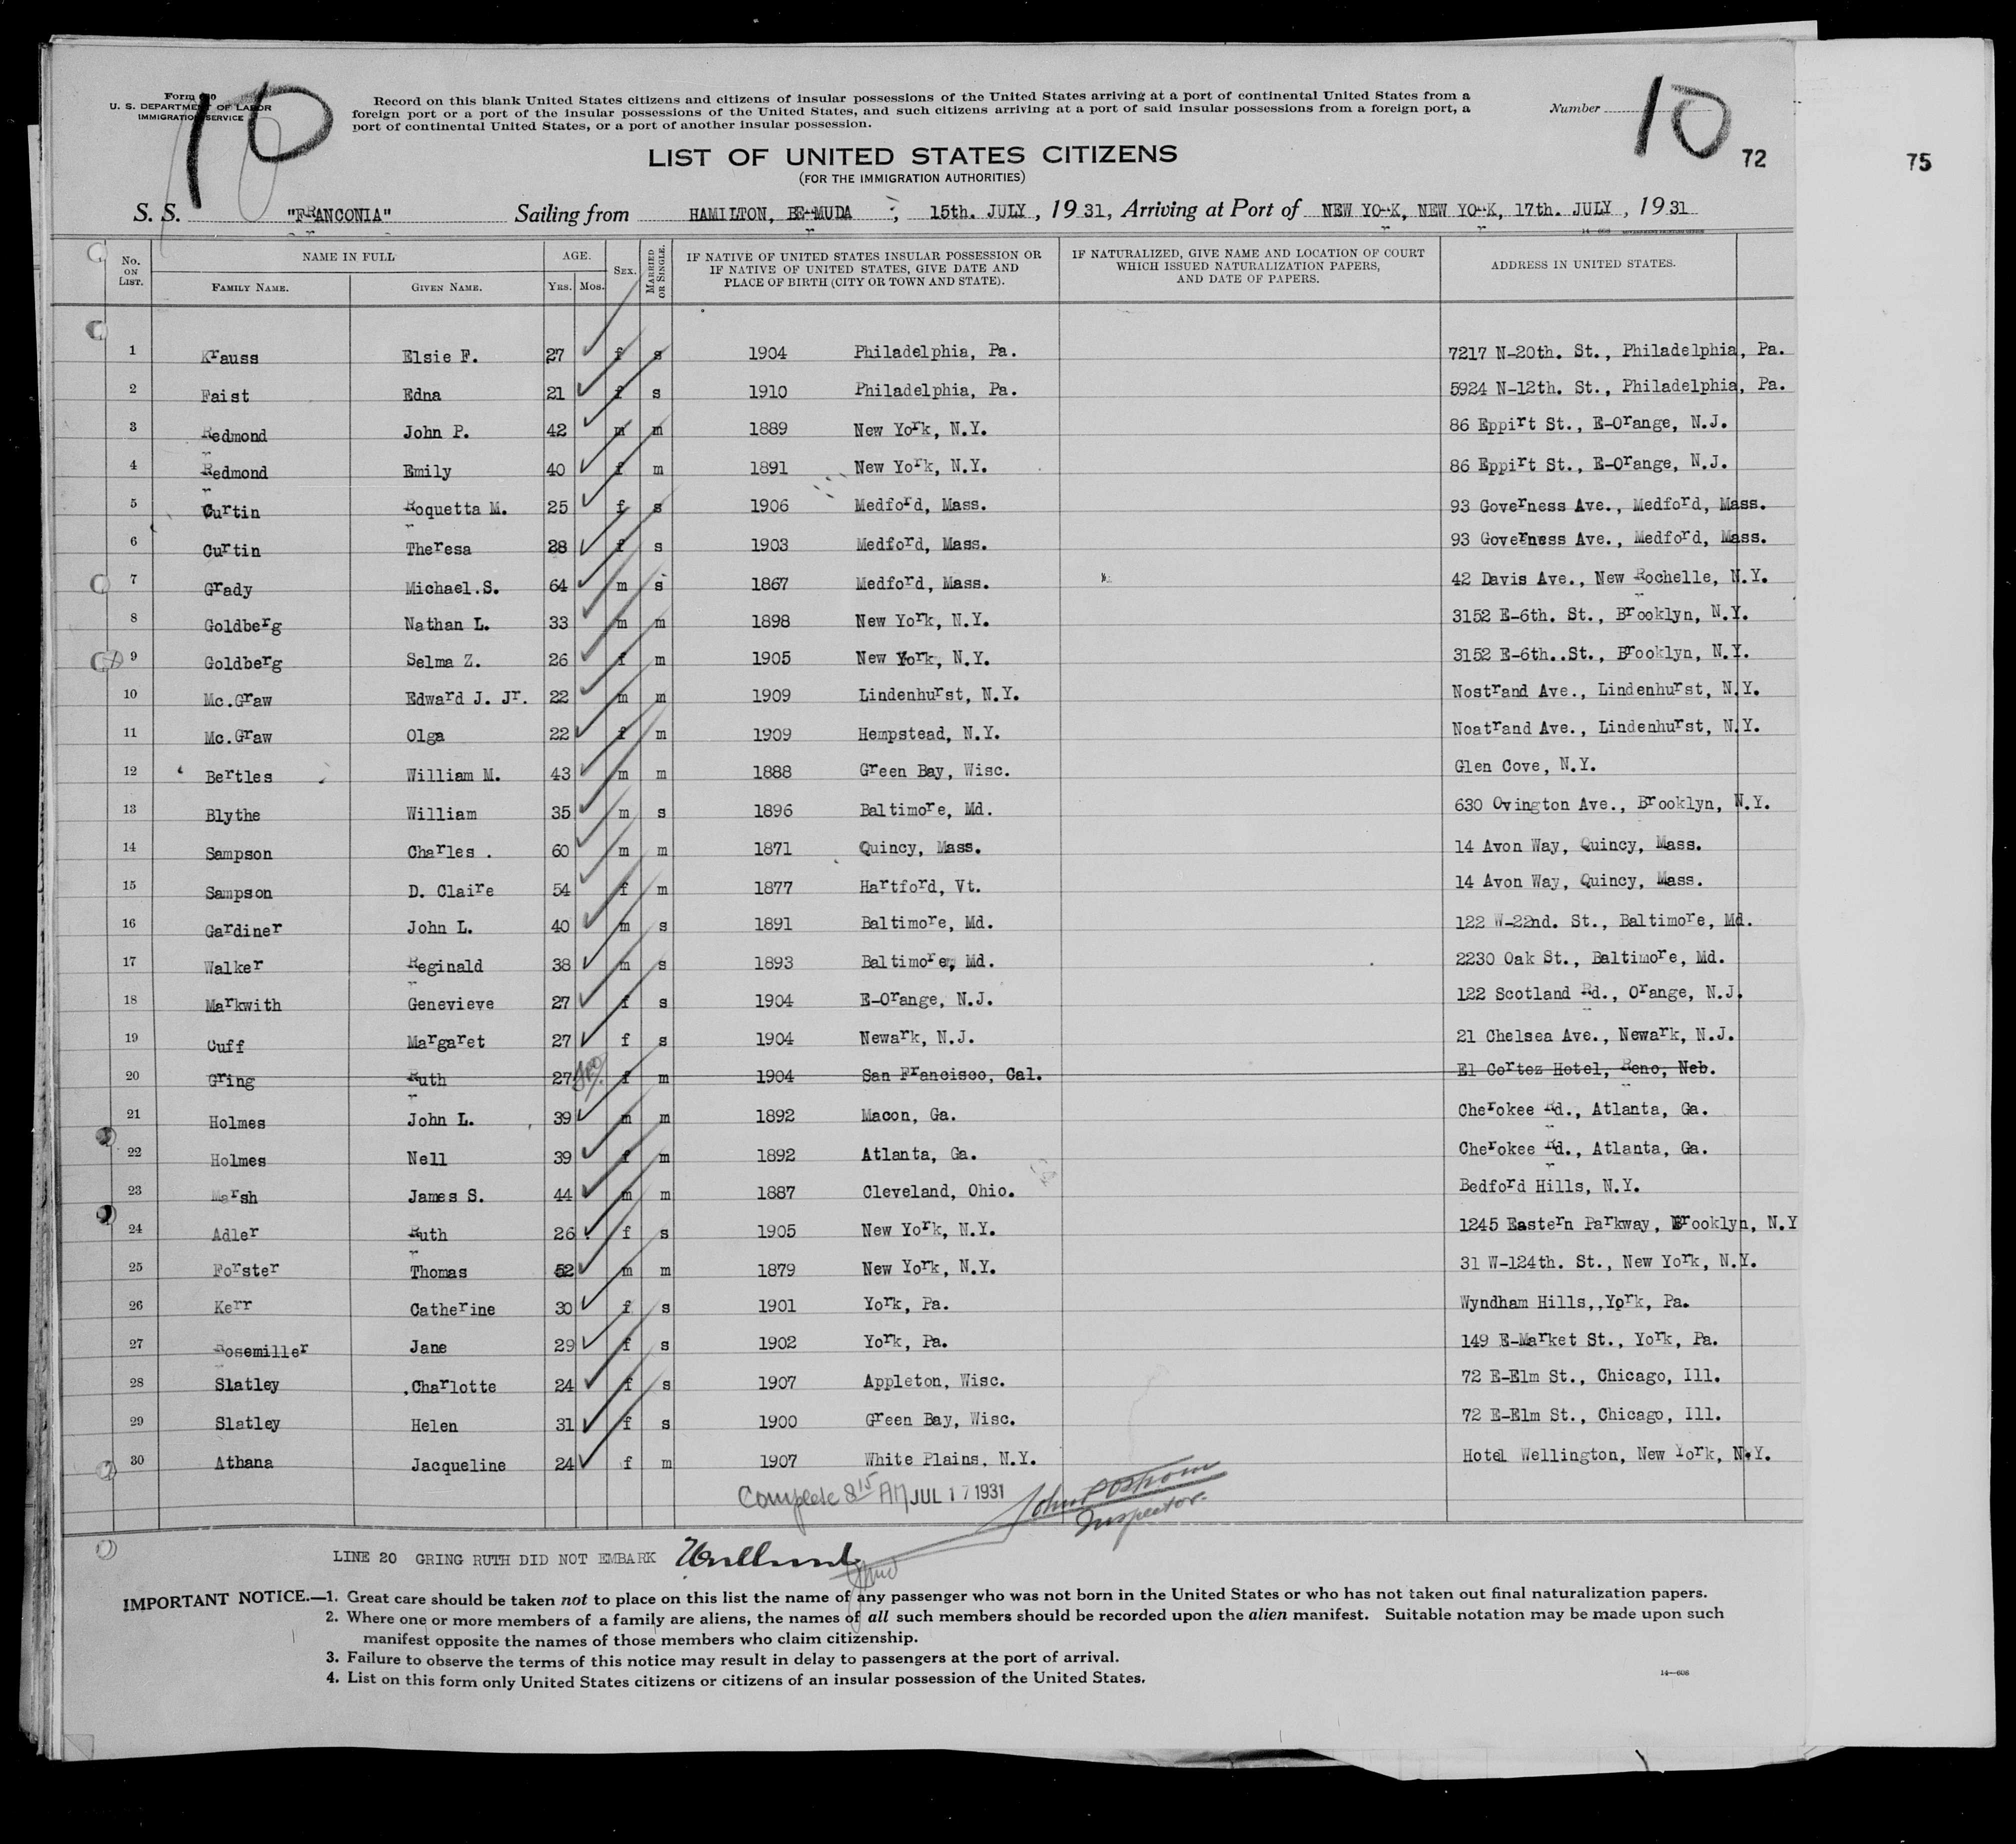 Form 630
U. S. DEPARTMENT OF LABOR
IMMIGRATION SERVICE
10
Record on this blank United States citizens and citizens of insular possessions of the United States arriving at a port of continental United States from a
foreign port or a port of the insular possessions of the United States, and such citizens arriving at a port of said insular possessions from a foreign port, a
port of continental United States, or a port of another insular possession.
Number 10
72
75
LIST OF UNITED STATES CITIZENS
(FOR THE IMMIGRATION AUTHORITIES)
S. S. "FRANCONIA" Sailing from HAMILTON, BERMUDA, 15th. JULY, 1931, Arriving at Port of NEW YORK, NEW YORK, 17th. JULY, 1931
No. ON LIST. NAME IN FULL FAMILY NAME. GIVEN NAME. AGE. YRS. MOS. SEX. MARRIED OR SINGLE. IF NATIVE OF UNITED STATES INSULAR POSSESSION OR IF NATIVE OF UNITED STATES, GIVE DATE AND PLACE OF BIRTH (CITY OR TOWN AND STATE). IF NATURALIZED, GIVE NAME AND LOCATION OF COURT WHICH ISSUED NATURALIZATION PAPERS, AND DATE OF PAPERS. ADDRESS IN UNITED STATES.
1 Krauss Elsie F. 27 f s 1904 Philadelphia, Pa. 7217 N-20th. St., Philadelphia, Pa.
2 Faist Edna 21 f s 1910 Philadelphia, Pa. 5924 N-12th. St., Philadelphia, Pa.
3 Redmond John P. 42 m m 1889 New York, N.Y. 86 Eppirt St., E-Orange, N.J.
4 Redmond Emily 40 f m 1891 New York, N.Y. 86 Eppirt St., E-Orange, N.J.
5 Curtin Roquetta M. 25 f s 1906 Medford, Mass. 93 Governess Ave., Medford, Mass.
6 Curtin Theresa 28 f s 1903 Medford, Mass. 93 Governess Ave., Medford, Mass.
7 Grady Michael.S. 64 m s 1867 Medford, Mass. 42 Davis Ave., New Rochelle, N.Y.
8 Goldberg Nathan L. 33 m m 1898 New York, N.Y. 3152 E-6th. St., Brooklyn, N.Y.
9 Goldberg Selma Z. 26 f m 1905 New York, N.Y. 3152 E-6th..St., Brooklyn, N.Y.
10 Mc.Graw Edward J. Jr. 22 m m 1909 Lindenhurst, N.Y. Nostrand Ave., Lindenhurst, N.Y.
11 Mc.Graw Olga 22 f m 1909 Hempstead, N.Y. Noatrand Ave., Lindenhurst, N.Y.
12 Bertles William M. 43 m m 1888 Green Bay, Wisc. Glen Cove, N.Y.
13 Blythe William 35 m s 1896 Baltimore, Md. 630 Ovington Ave., Brooklyn, N.Y.
14 Sampson Charles . 60 m m 1871 Quincy, Mass. 14 Avon Way, Quincy, Mass.
15 Sampson D. Claire 54 f m 1877 Hartford, Vt. 14 Avon Way, Quincy, Mass.
16 Gardiner John L. 40 m s 1891 Baltimore, Md. 122 W-22nd. St., Baltimore, Md.
17 Walker Reginald 38 m s 1893 Baltimore, Md. 2230 Oak St., Baltimore, Md.
18 Markwith Genevieve 27 f s 1904 E-Orange, N.J. 122 Scotland Rd., Orange, N.J.
19 Cuff Margaret 27 f s 1904 Newark, N.J. 21 Chelsea Ave., Newark, N.J.
20 Gring Ruth 27 f m 1904 San Francisco, Cal. El Cortez Hotel, Reno, Neb.
21 Holmes John L. 39 m m 1892 Macon, Ga. Cherokee Rd., Atlanta, Ga.
22 Holmes Nell 39 f m 1892 Atlanta, Ga. Cherokee Rd., Atlanta, Ga.
23 Marsh James S. 44 m m 1887 Cleveland, Ohio. Bedford Hills, N.Y.
24 Adler Ruth 26 f s 1905 New York, N.Y. 1245 Eastern Parkway, Brooklyn, N.Y
25 Forster Thomas 52 m m 1879 New York, N.Y. 31 W-124th. St., New York, N.Y.
26 Kerr Catherine 30 f s 1901 York, Pa. Wyndham Hills,,York, Pa.
27 Rosemiller Jane 29 f s 1902 York, Pa. 149 E-Market St., York, Pa.
28 Slatley ,Charlotte 24 f s 1907 Appleton, Wisc. 72 E-Elm St., Chicago, Ill.
29 Slatley Helen 31 f s 1900 Green Bay, Wisc. 72 E-Elm St., Chicago, Ill.
30 Athana Jacqueline 24 f m 1907 White Plains, N.Y. Hotel Wellington, New York, N.Y.
Complete 8 15 AM JUL 17 1931
Inspector.
LINE 20 GRING RUTH DID NOT EMBARK
IMPORTANT NOTICE.—1. Great care should be taken not to place on this list the name of any passenger who was not born in the United States or who has not taken out final naturalization papers.
2. Where one or more members of a family are aliens, the names of all such members should be recorded upon the alien manifest. Suitable notation may be made upon such
manifest opposite the names of those members who claim citizenship.
3. Failure to observe the terms of this notice may result in delay to passengers at the port of arrival.
4. List on this form only United States citizens or citizens of an insular possession of the United States.
14—606